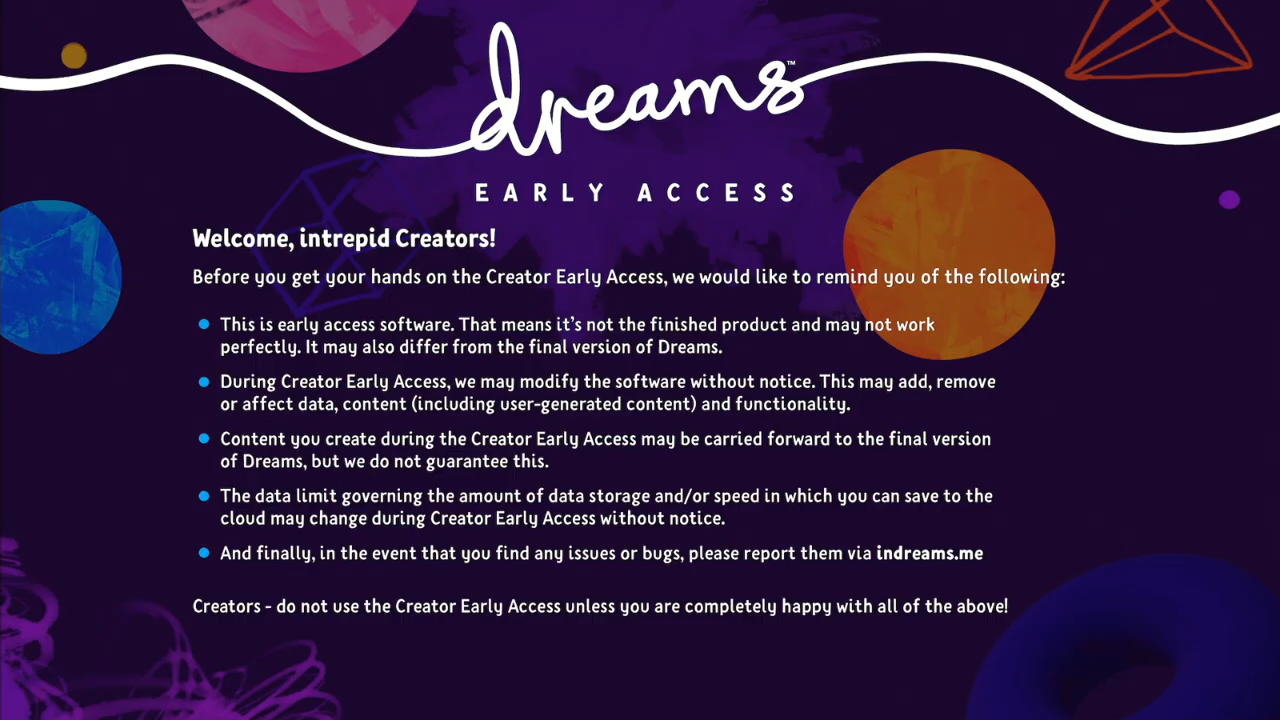 dreams™
EARLY ACCESS
Welcome, intrepid Creators!
Before you get your hands on the Creator Early Access, we would like to remind you of the following:
This is early access software. That means it's not the finished product and may not work
perfectly. It may also differ from the final version of Dreams.
During Creator Early Access, we may modify the software without notice. This may add, remove
or affect data, content (including user-generated content) and functionality.
Content you create during the Creator Early Access may be carried forward to the final version
of Dreams, but we do not guarantee this.
The data limit governing the amount of data storage and/or speed in which you can save to the
cloud may change during Creator Early Access without notice.
And finally, in the event that you find any issues or bugs, please report them via indreams.me
Creators - do not use the Creator Early Access unless you are completely happy with all of the above!